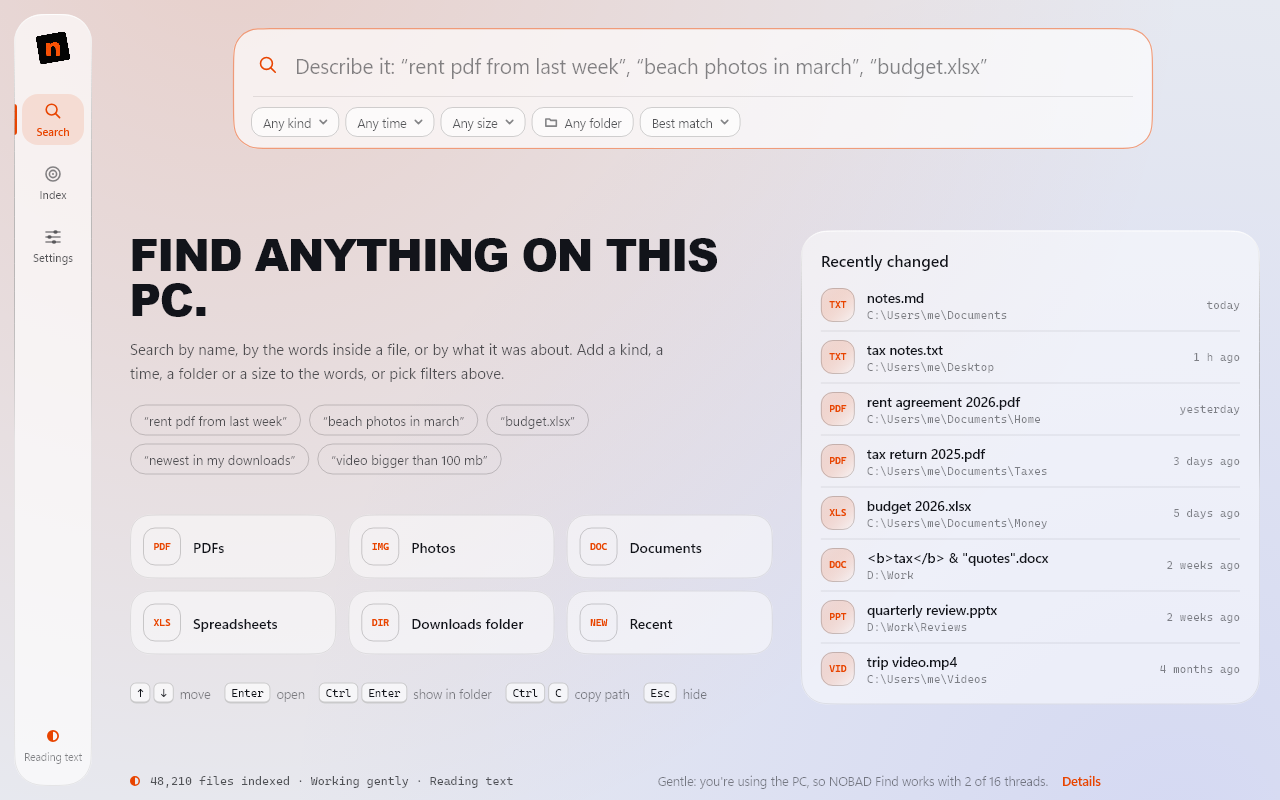 n
Search
Index
Settings
Reading text
Describe it: “rent pdf from last week”, “beach photos in march”, “budget.xlsx”
Any kind
Any time
Any size
Any folder
Best match
FIND ANYTHING ON THIS
PC.
Search by name, by the words inside a file, or by what it was about. Add a kind, a
time, a folder or a size to the words, or pick filters above.
“rent pdf from last week”
“beach photos in march”
“budget.xlsx”
“newest in my downloads”
“video bigger than 100 mb”
PDF PDFs
IMG Photos
DOC Documents
XLS Spreadsheets
DIR Downloads folder
NEW Recent
↑ ↓ move Enter open Ctrl Enter show in folder Ctrl C copy path Esc hide
Recently changed
TXT notes.md today
C:\Users\me\Documents
TXT tax notes.txt 1 h ago
C:\Users\me\Desktop
PDF rent agreement 2026.pdf yesterday
C:\Users\me\Documents\Home
PDF tax return 2025.pdf 3 days ago
C:\Users\me\Documents\Taxes
XLS budget 2026.xlsx 5 days ago
C:\Users\me\Documents\Money
DOC <b>tax</b> & "quotes".docx 2 weeks ago
D:\Work
PPT quarterly review.pptx 2 weeks ago
D:\Work\Reviews
VID trip video.mp4 4 months ago
C:\Users\me\Videos
48,210 files indexed · Working gently · Reading text
Gentle: you're using the PC, so NOBAD Find works with 2 of 16 threads. Details